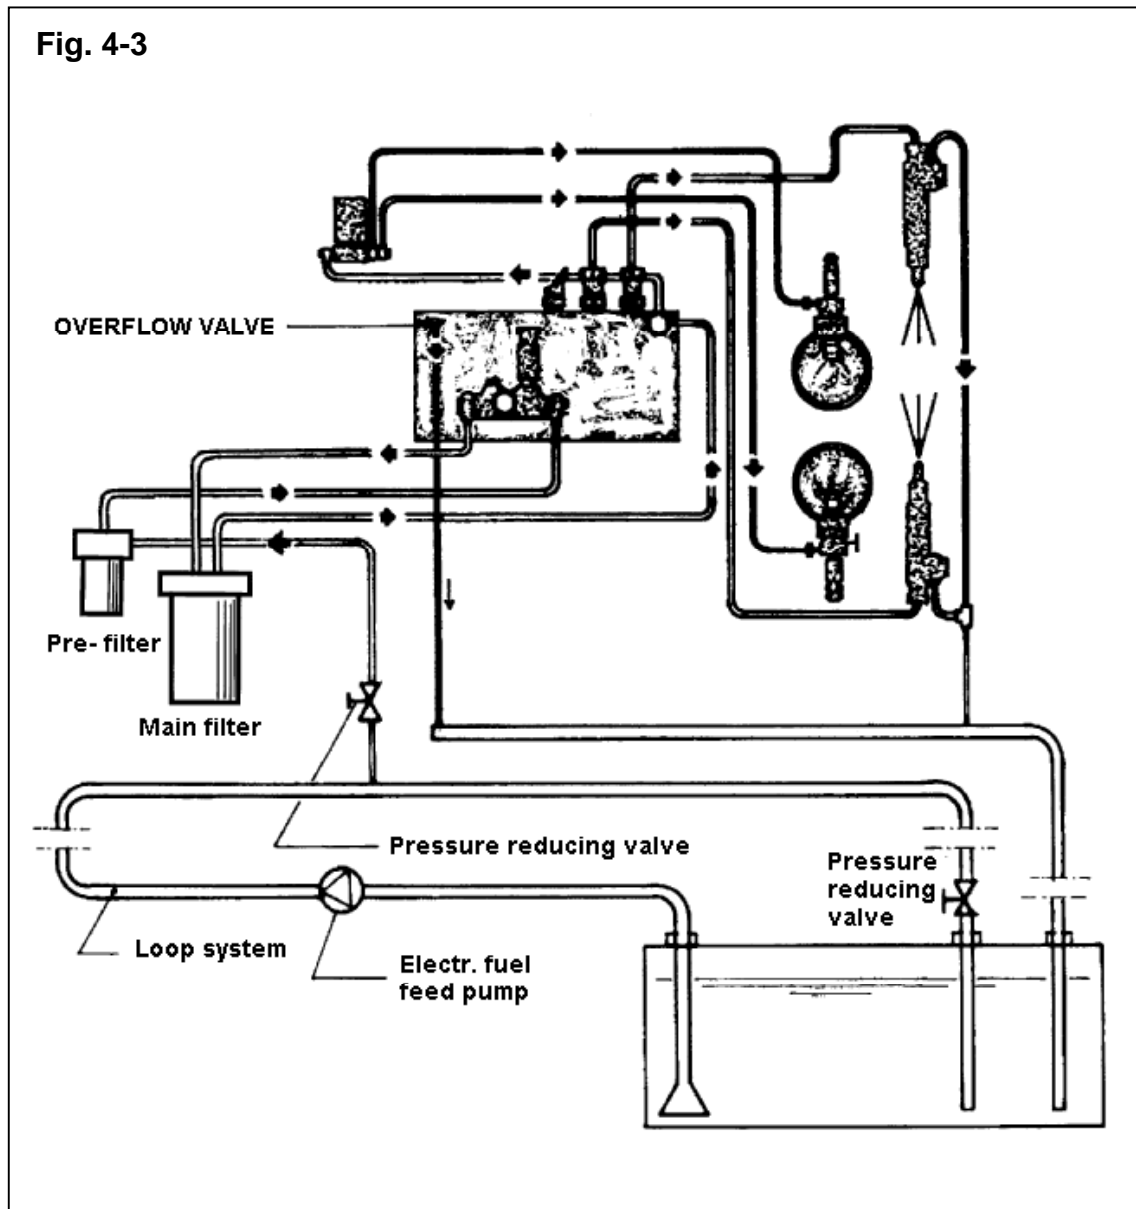 Fig. 4-3
OVERFLOW VALVE
Pre- filter
Main filter
Pressure reducing valve
Pressure
reducing
valve
Loop system
Electr. fuel
feed pump